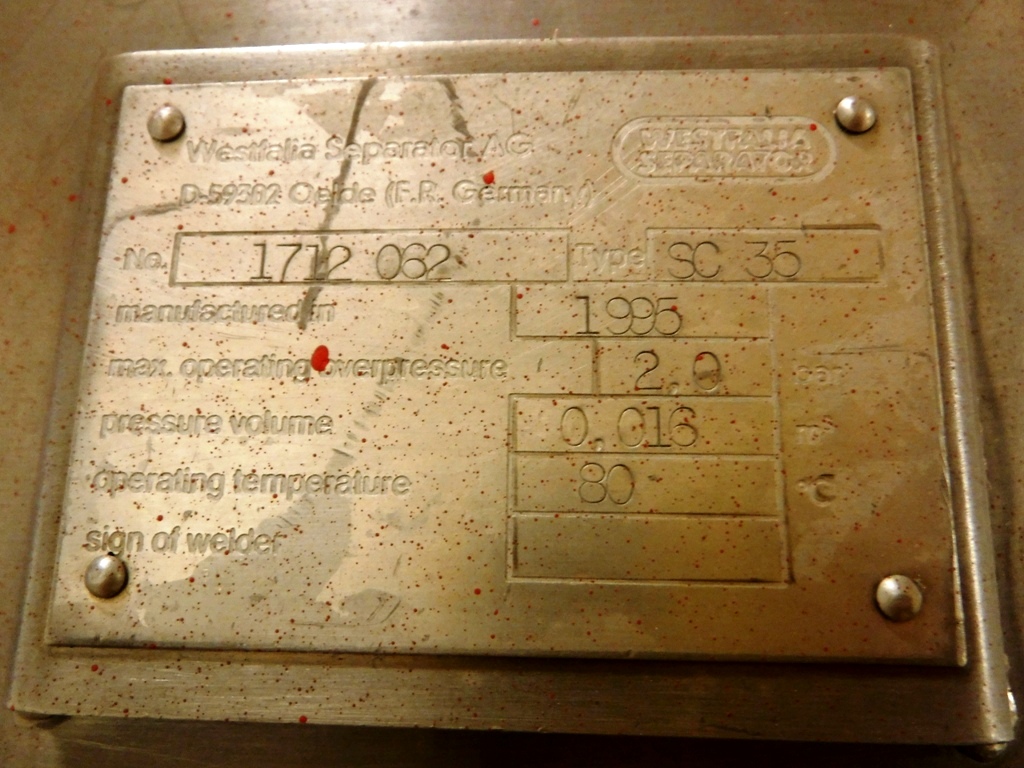 Westfalia Separator AG
WESTFALIA
SEPARATOR
D-59302 Oelde (F.R. Germany)
No. 1712 062 Type SC 35
manufactured in 1995
max. operating overpressure 2,0 bar
pressure volume 0,016 m³
operating temperature 80 °C
sign of welder